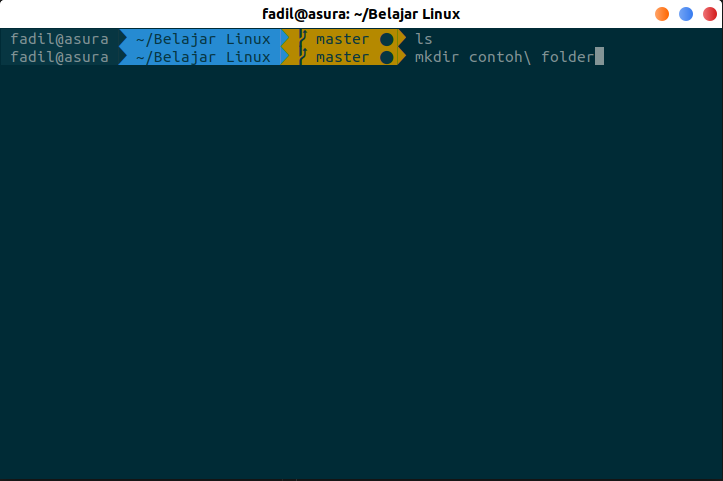 fadil@asura: ~/Belajar Linux
fadil@asura ~/Belajar Linux master ● ls
fadil@asura ~/Belajar Linux master ● mkdir contoh\ folder